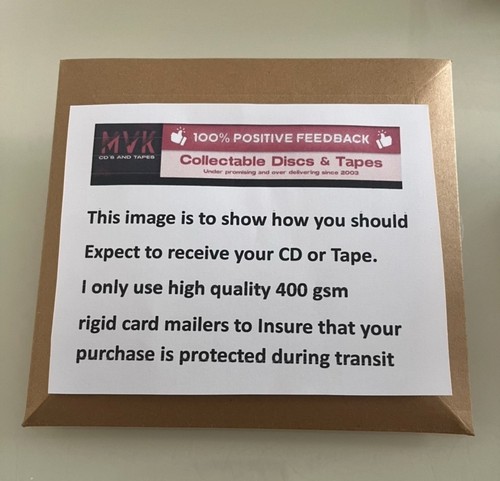 MVK
CD'S AND TAPES
100% POSITIVE FEEDBACK
Collectable Discs & Tapes
Under promising and over delivering since 2003
This image is to show how you should
Expect to receive your CD or Tape.
I only use high quality 400 gsm
rigid card mailers to Insure that your
purchase is protected during transit